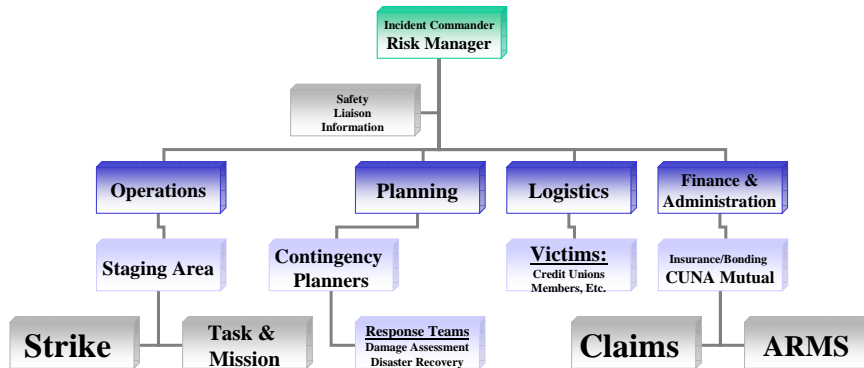 Incident Commander
Risk Manager
Safety
Liaison
Information
Operations
Planning
Logistics
Finance &
Administration
Staging Area
Contingency
Planners
Victims:
Credit Unions
Members, Etc.
Insurance/Bonding
CUNA Mutual
Strike
Task &
Mission
Response Teams
Damage Assessment
Disaster Recovery
Claims
ARMS